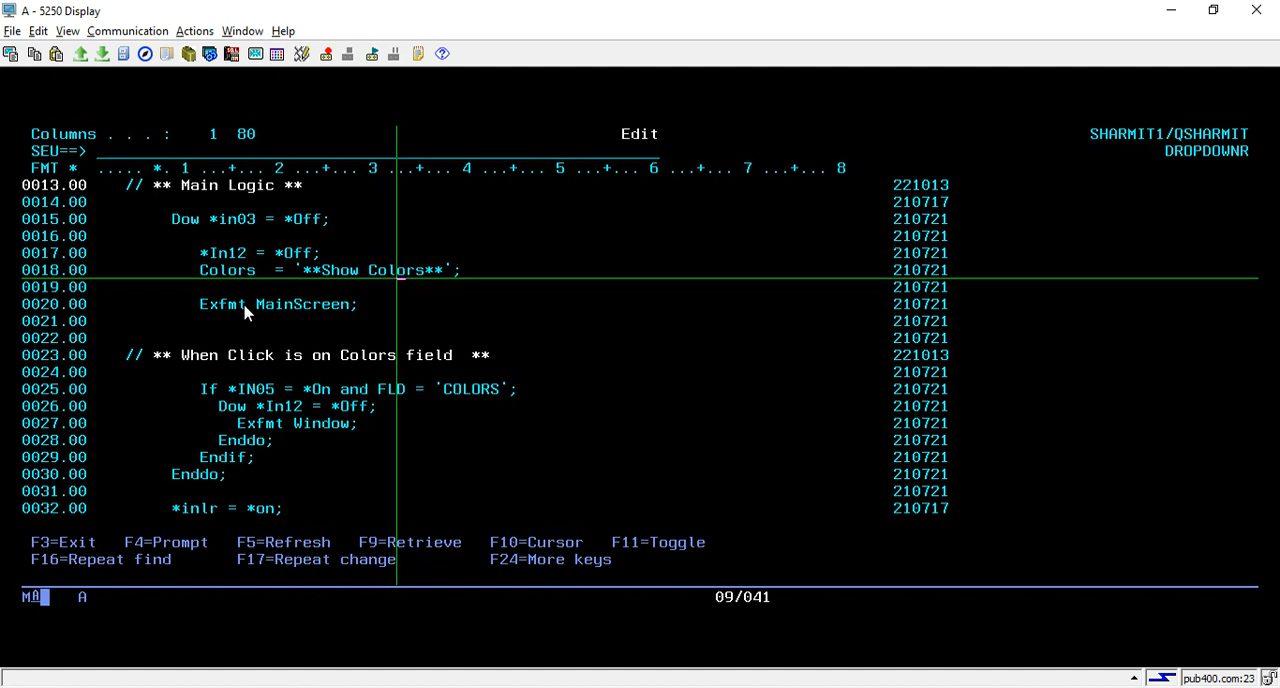 A - 5250 Display
File Edit View Communication Actions Window Help
Columns . . . : 1 80 Edit SHARMIT1/QSHARMIT
SEU==> DROPDOWNR
FMT * ..... *. 1 ...+... 2 ...+... 3 ...+... 4 ...+... 5 ...+... 6 ...+... 7 ...+... 8
0013.00 // ** Main Logic ** 221013
0014.00 210717
0015.00 Dow *in03 = *Off; 210721
0016.00 210721
0017.00 *In12 = *Off; 210721
0018.00 Colors = '**Show Colors**'; 210721
0019.00 210721
0020.00 Exfmt MainScreen; 210721
0021.00 210721
0022.00 210721
0023.00 // ** When Click is on Colors field ** 221013
0024.00 210721
0025.00 If *IN05 = *On and FLD = 'COLORS'; 210721
0026.00 Dow *In12 = *Off; 210721
0027.00 Exfmt Window; 210721
0028.00 Enddo; 210721
0029.00 Endif; 210721
0030.00 Enddo; 210721
0031.00 210721
0032.00 *inlr = *on; 210717
F3=Exit F4=Prompt F5=Refresh F9=Retrieve F10=Cursor F11=Toggle
F16=Repeat find F17=Repeat change F24=More keys
MA A 09/041
pub400.com:23